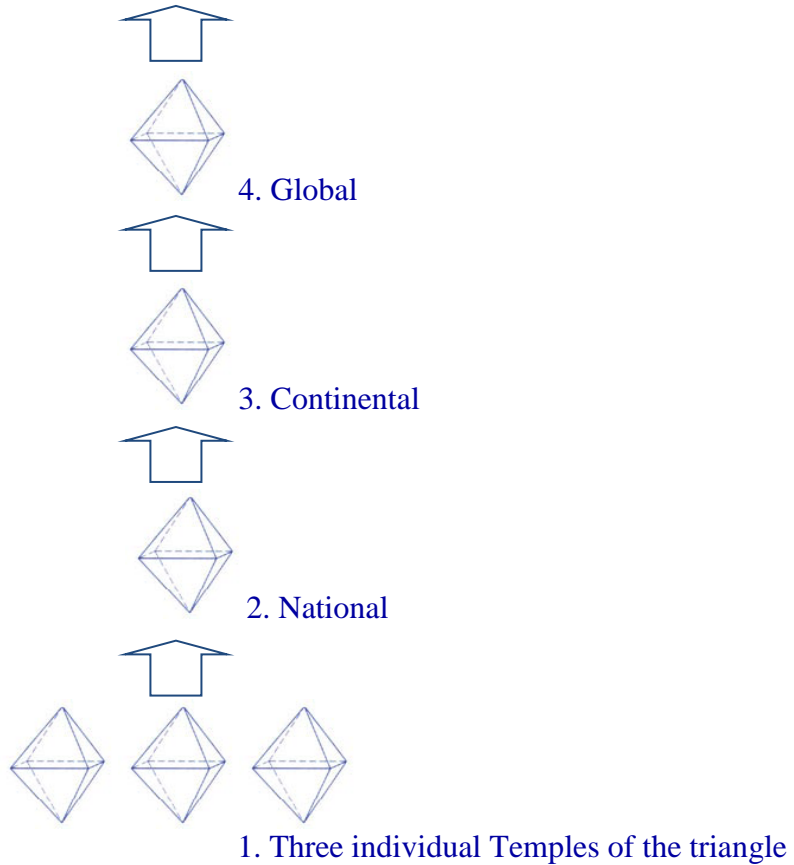 4. Global
3. Continental
2. National
1. Three individual Temples of the triangle